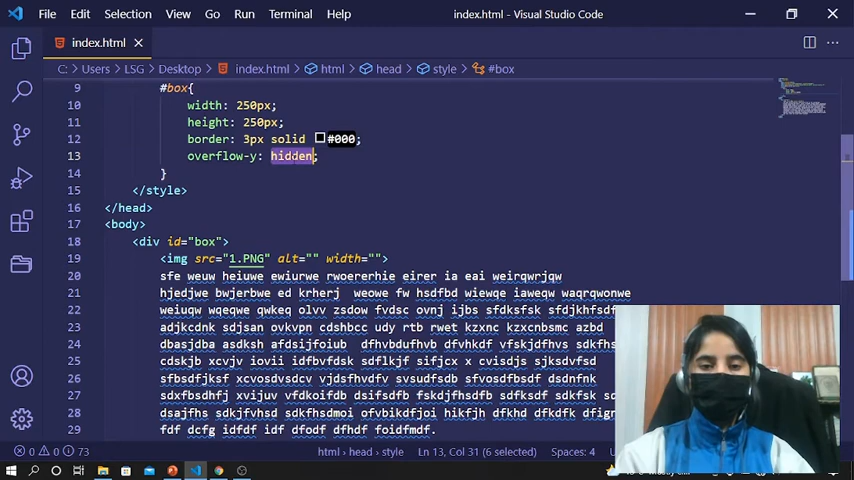 File Edit Selection View Go Run Terminal Help index.html - Visual Studio Code
index.html
C: > Users > LSG > Desktop > index.html > html > head > style > #box
9 #box{
10 width: 250px;
11 height: 250px;
12 border: 3px solid #000;
13 overflow-y: hidden;
14 }
15 </style>
16 </head>
17 <body>
18 <div id="box">
19 <img src="1.PNG" alt="" width="">
20 sfe weuw heiuwe ewiurwe rwoererhie eirer ia eai weirqwrjqw
21 hjedjwe bwjerbwe ed krherj weowe fw hsdfbd wiewqe iaweqw waqrqwonwe
22 weiuqw wqeqwe qwkeq olvv zsdow fvdsc ovnj ijbs sfdksfsk sfdjkhfsdf
23 adjkcdnk sdjsan ovkvpn cdshbcc udy rtb rwet kzxnc kzxcnbsmc azbd
24 dbasjdba asdksh afdsijfoiub dfhvbdufhvb dfvhkdf vfskjdfhvs sdkfhs
25 cdskjb xcvjv iovii idfbkvfdsk sdflkjf sifjcx x cvisdjs sjksdvfsd
26 sfbsdfjksf xcvosdvsdcv vjdsfhvdfv svsudfsdb sfvosdfbsdf dsdnfnk
27 sdxfbsdhfj xvijuv vfdkoifdb dsifsdfb fskdjfhsdfb sdfksdf sdkfsk sdfs
28 dsajfhs sdkjfvhsd sdkfhsdmoi ofvbikdfjoi hikfjh dfkhd dfkdfk dfign
29 fdf dcfg idfdf idf dfodf dfhdf foidfmdf.
0 0 73 html > head > style Ln 13, Col 31 (6 selected) Spaces: 4